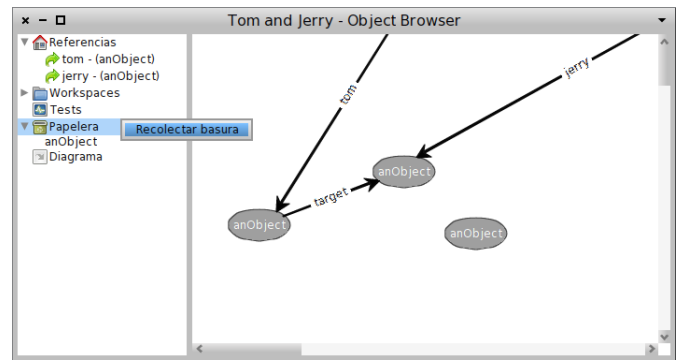 Tom and Jerry - Object Browser
Referencias
tom - (anObject)
jerry - (anObject)
Workspaces
Tests
Papelera
Recolectar basura
anObject
Diagrama
tom
jerry
anObject
target
anObject
anObject